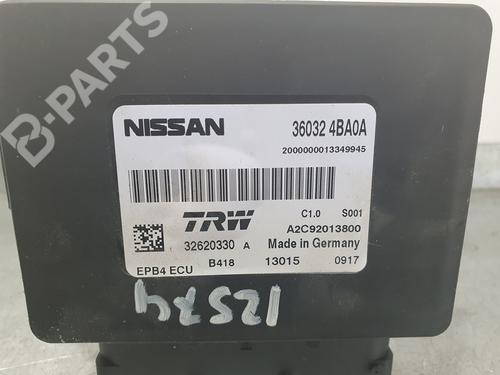 B-PARTS
NISSAN 36032 4BA0A
2000000013349945
TRW C1.0 S001
A2C92013800
32620330 A Made in Germany
EPB4 ECU B418 13015 0917
B-PARTS